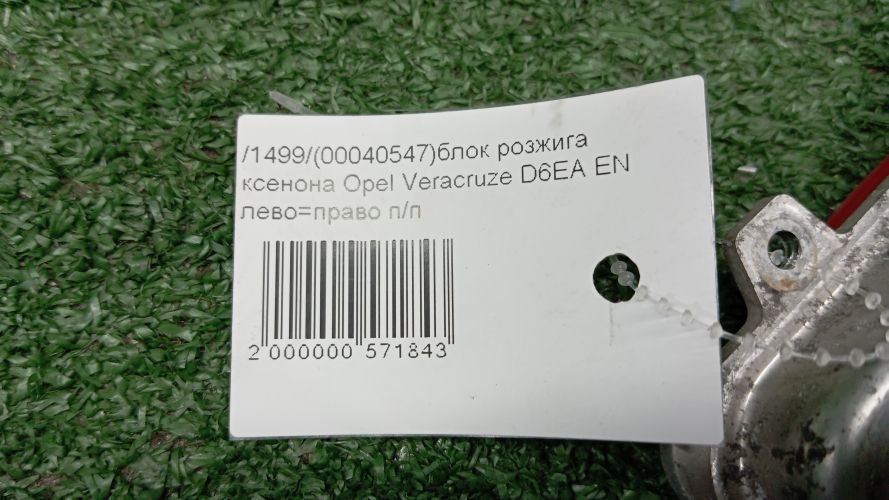 /1499/(00040547)блок розжига
ксенона Opel Veracruze D6EA EN
лево=право п/п
2 000000 571843